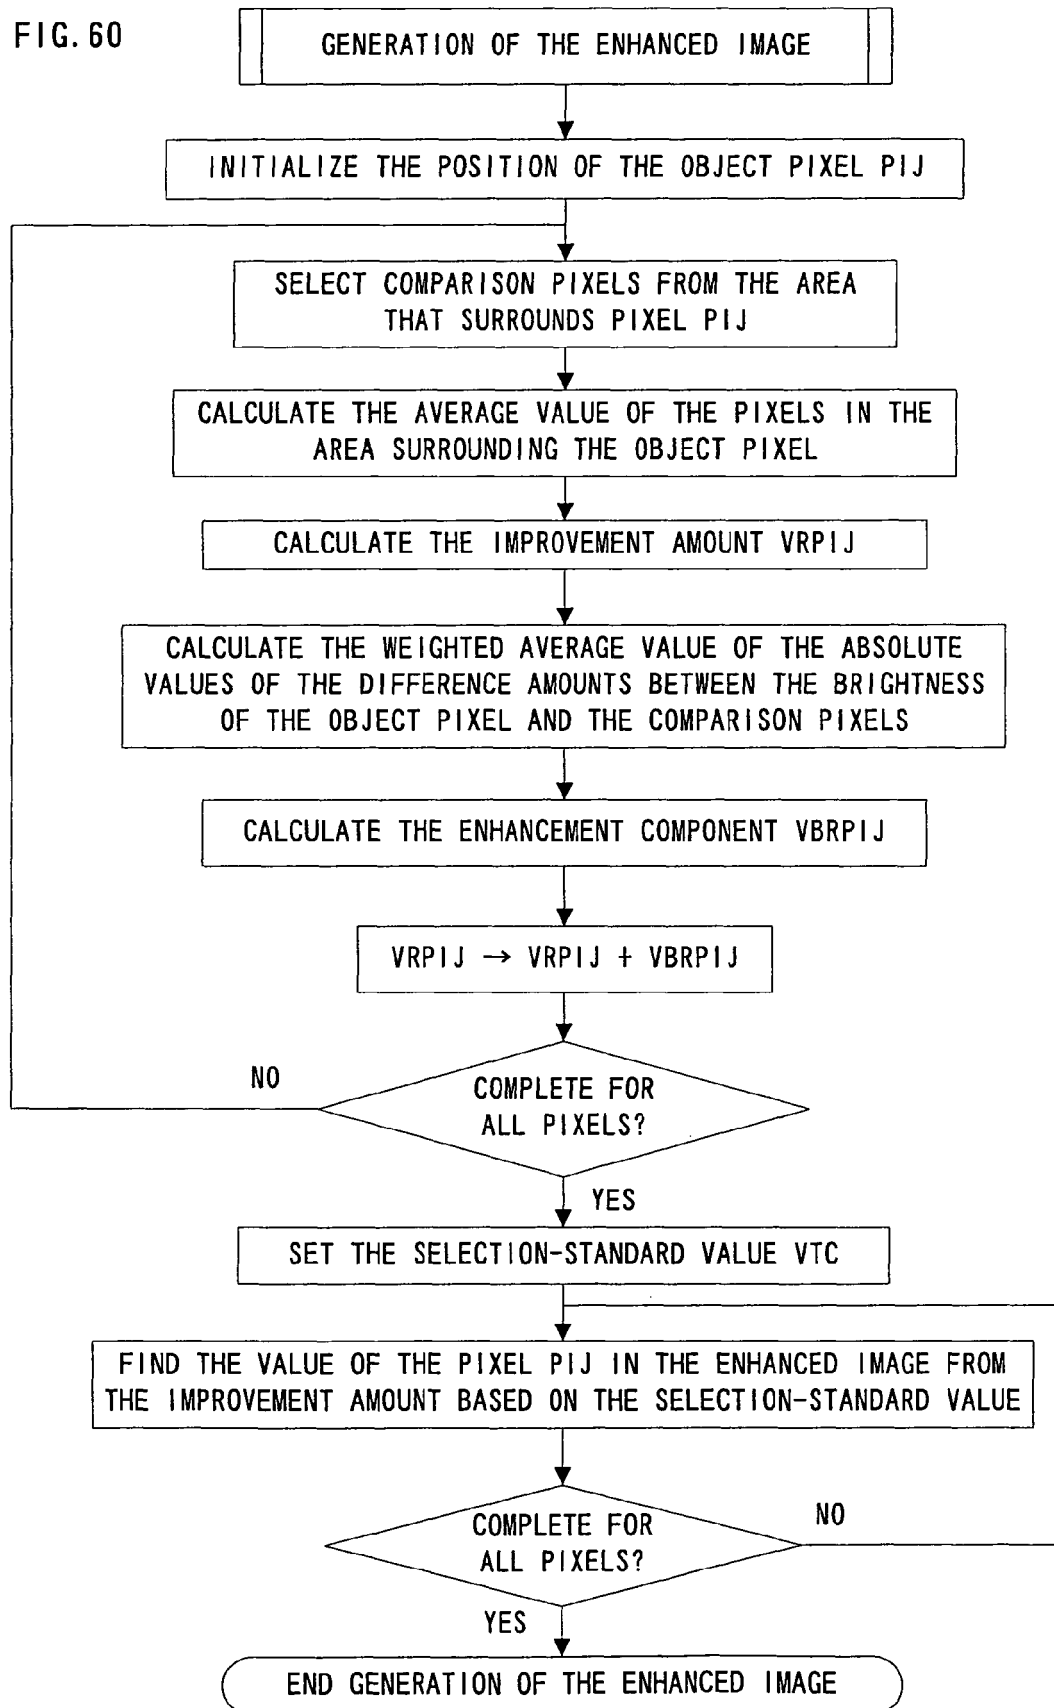 FIG. 60
GENERATION OF THE ENHANCED IMAGE
INITIALIZE THE POSITION OF THE OBJECT PIXEL PIJ
SELECT COMPARISON PIXELS FROM THE AREA
THAT SURROUNDS PIXEL PIJ
CALCULATE THE AVERAGE VALUE OF THE PIXELS IN THE
AREA SURROUNDING THE OBJECT PIXEL
CALCULATE THE IMPROVEMENT AMOUNT VRPIJ
CALCULATE THE WEIGHTED AVERAGE VALUE OF THE ABSOLUTE
VALUES OF THE DIFFERENCE AMOUNTS BETWEEN THE BRIGHTNESS
OF THE OBJECT PIXEL AND THE COMPARISON PIXELS
CALCULATE THE ENHANCEMENT COMPONENT VBRPIJ
VRPIJ → VRPIJ + VBRPIJ
NO
COMPLETE FOR
ALL PIXELS?
YES
SET THE SELECTION-STANDARD VALUE VTC
FIND THE VALUE OF THE PIXEL PIJ IN THE ENHANCED IMAGE FROM
THE IMPROVEMENT AMOUNT BASED ON THE SELECTION-STANDARD VALUE
COMPLETE FOR
ALL PIXELS?
NO
YES
END GENERATION OF THE ENHANCED IMAGE